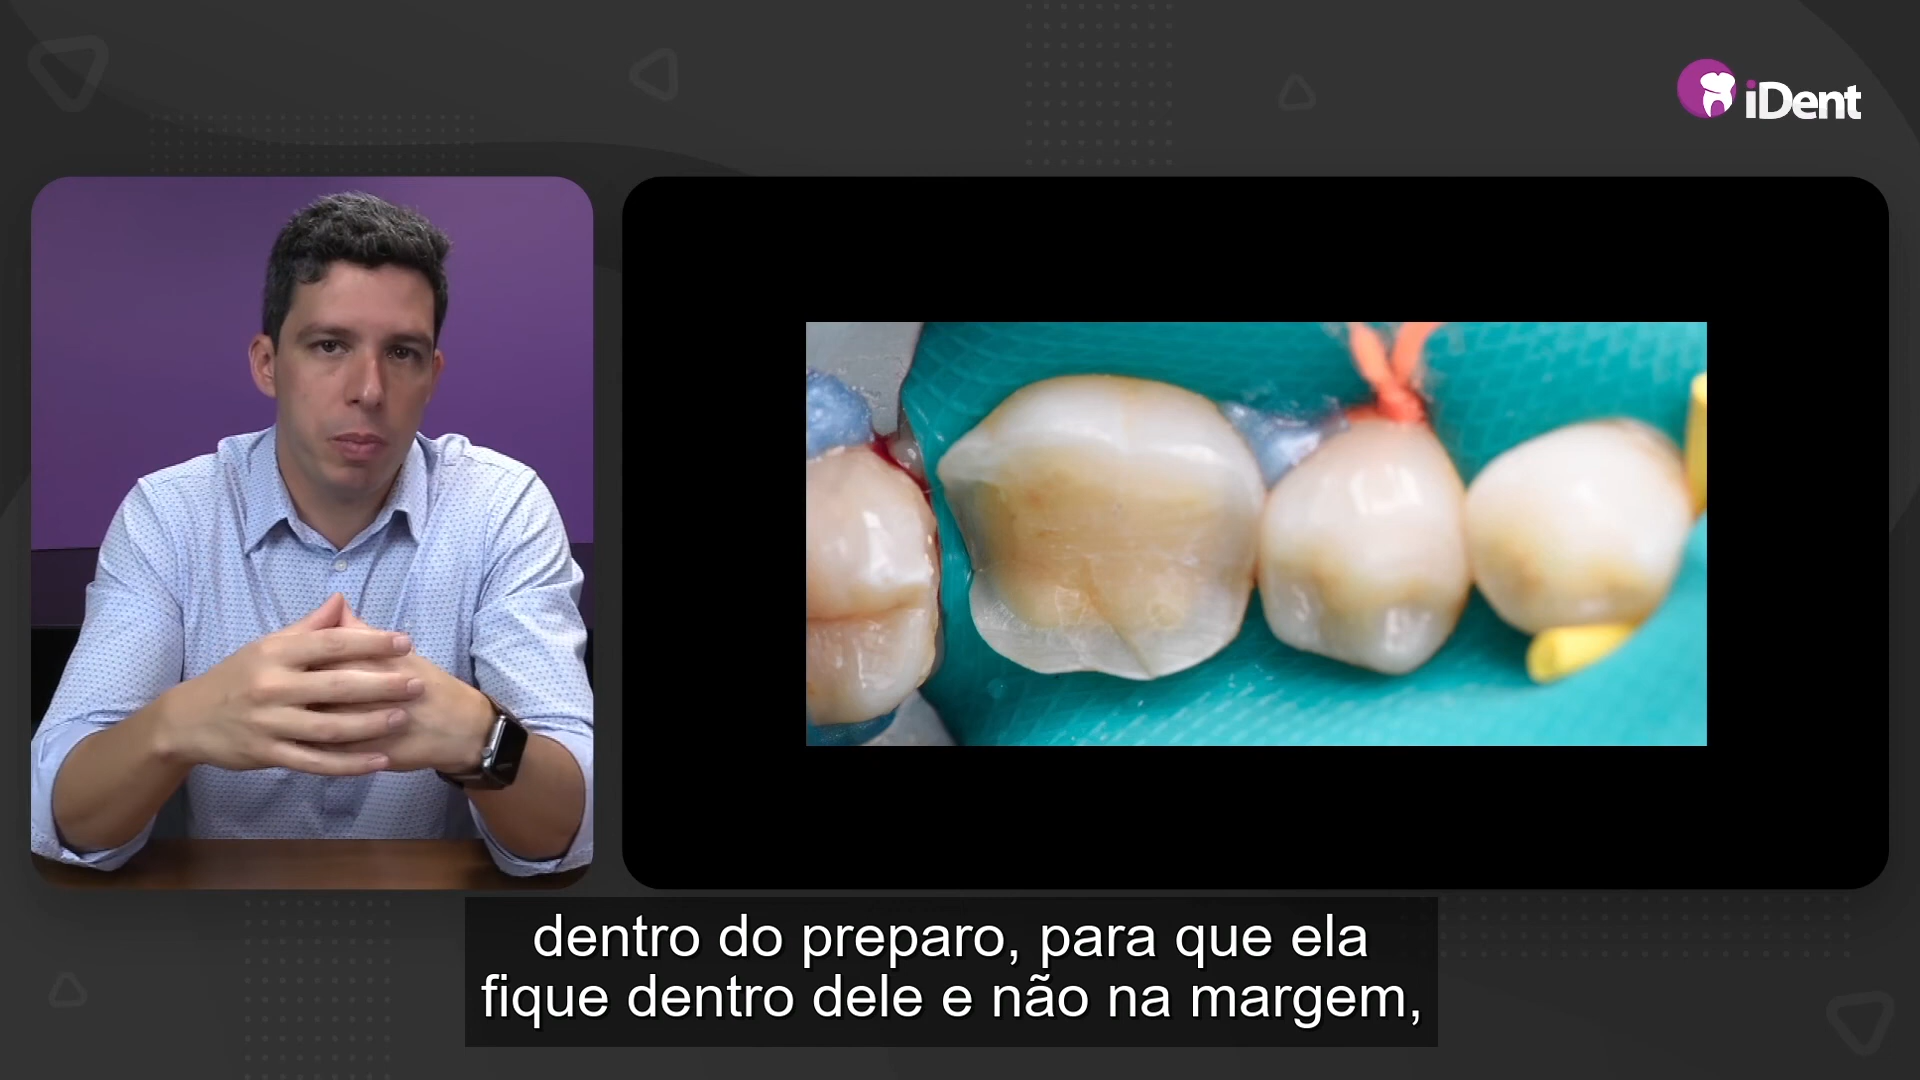 iDent
dentro do preparo, para que ela
fique dentro dele e não na margem,